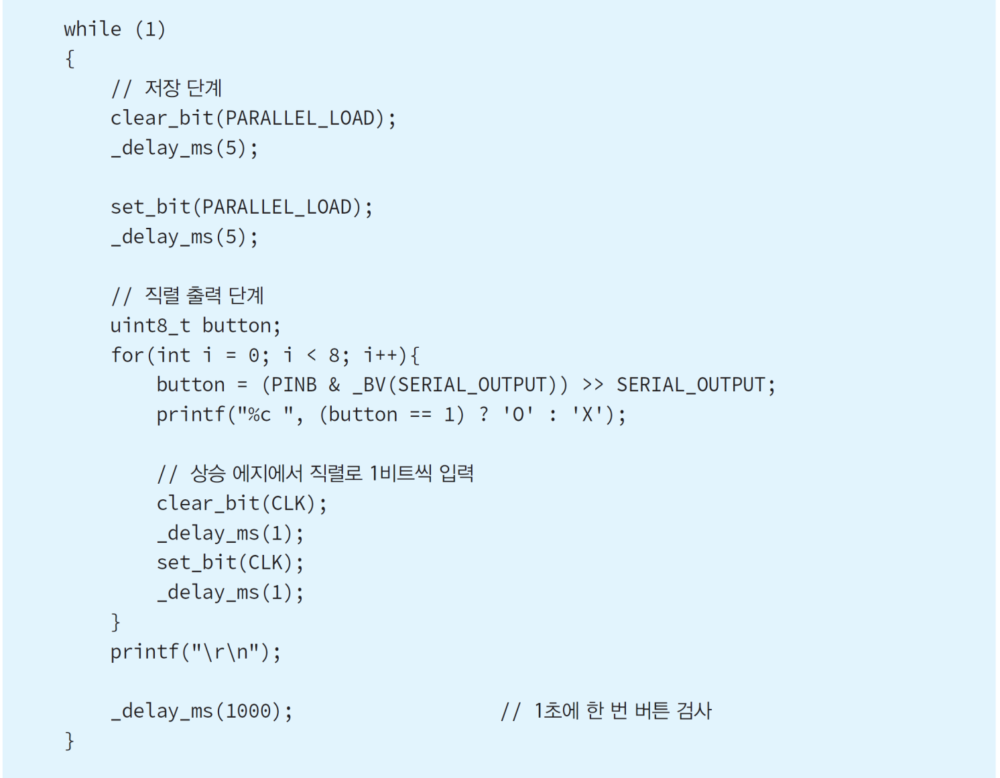 while (1)
{
    // 저장 단계
    clear_bit(PARALLEL_LOAD);
    _delay_ms(5);

    set_bit(PARALLEL_LOAD);
    _delay_ms(5);

    // 직렬 출력 단계
    uint8_t button;
    for(int i = 0; i < 8; i++){
        button = (PINB & _BV(SERIAL_OUTPUT)) >> SERIAL_OUTPUT;
        printf("%c ", (button == 1) ? 'O' : 'X');

        // 상승 에지에서 직렬로 1비트씩 입력
        clear_bit(CLK);
        _delay_ms(1);
        set_bit(CLK);
        _delay_ms(1);
    }
    printf("\r\n");

    _delay_ms(1000);                  // 1초에 한 번 버튼 검사
}